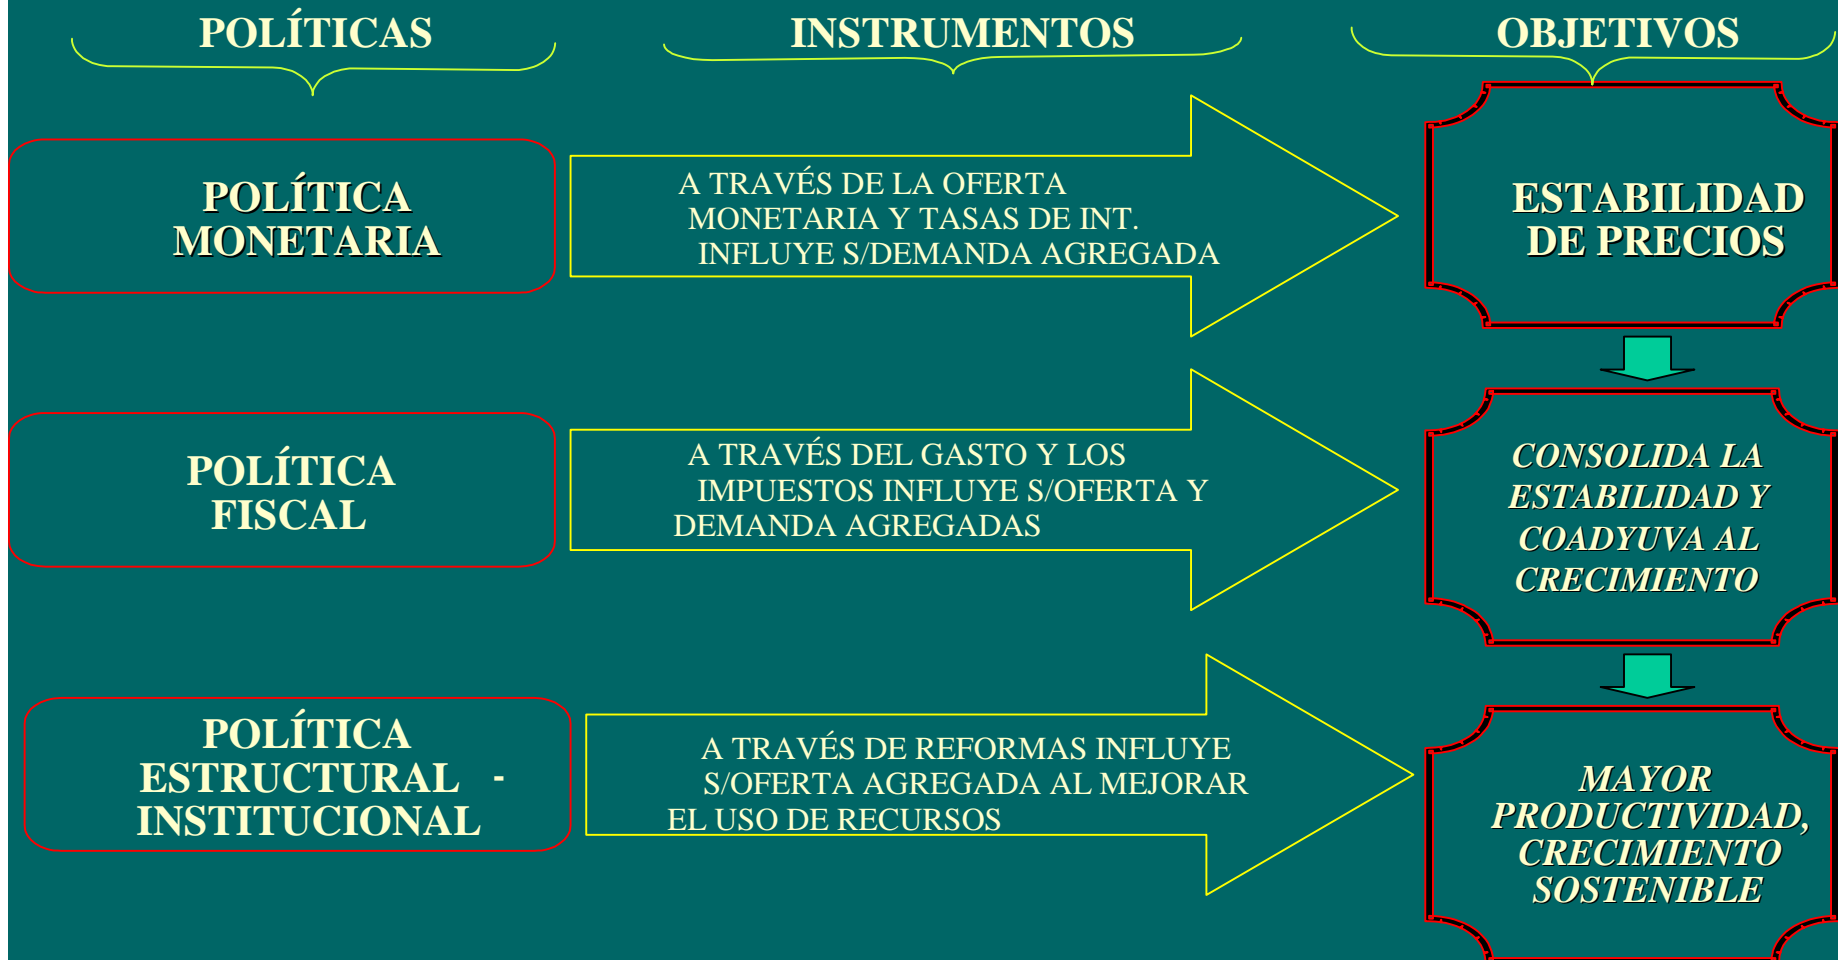 POLÍTICAS
INSTRUMENTOS
OBJETIVOS
POLÍTICA
MONETARIA
A TRAVÉS DE LA OFERTA
MONETARIA Y TASAS DE INT.
INFLUYE S/DEMANDA AGREGADA
ESTABILIDAD
DE PRECIOS
POLÍTICA
FISCAL
A TRAVÉS DEL GASTO Y LOS
IMPUESTOS INFLUYE S/OFERTA Y
DEMANDA AGREGADAS
CONSOLIDA LA
ESTABILIDAD Y
COADYUVA AL
CRECIMIENTO
POLÍTICA
ESTRUCTURAL -
INSTITUCIONAL
A TRAVÉS DE REFORMAS INFLUYE
S/OFERTA AGREGADA AL MEJORAR
EL USO DE RECURSOS
MAYOR
PRODUCTIVIDAD,
CRECIMIENTO
SOSTENIBLE